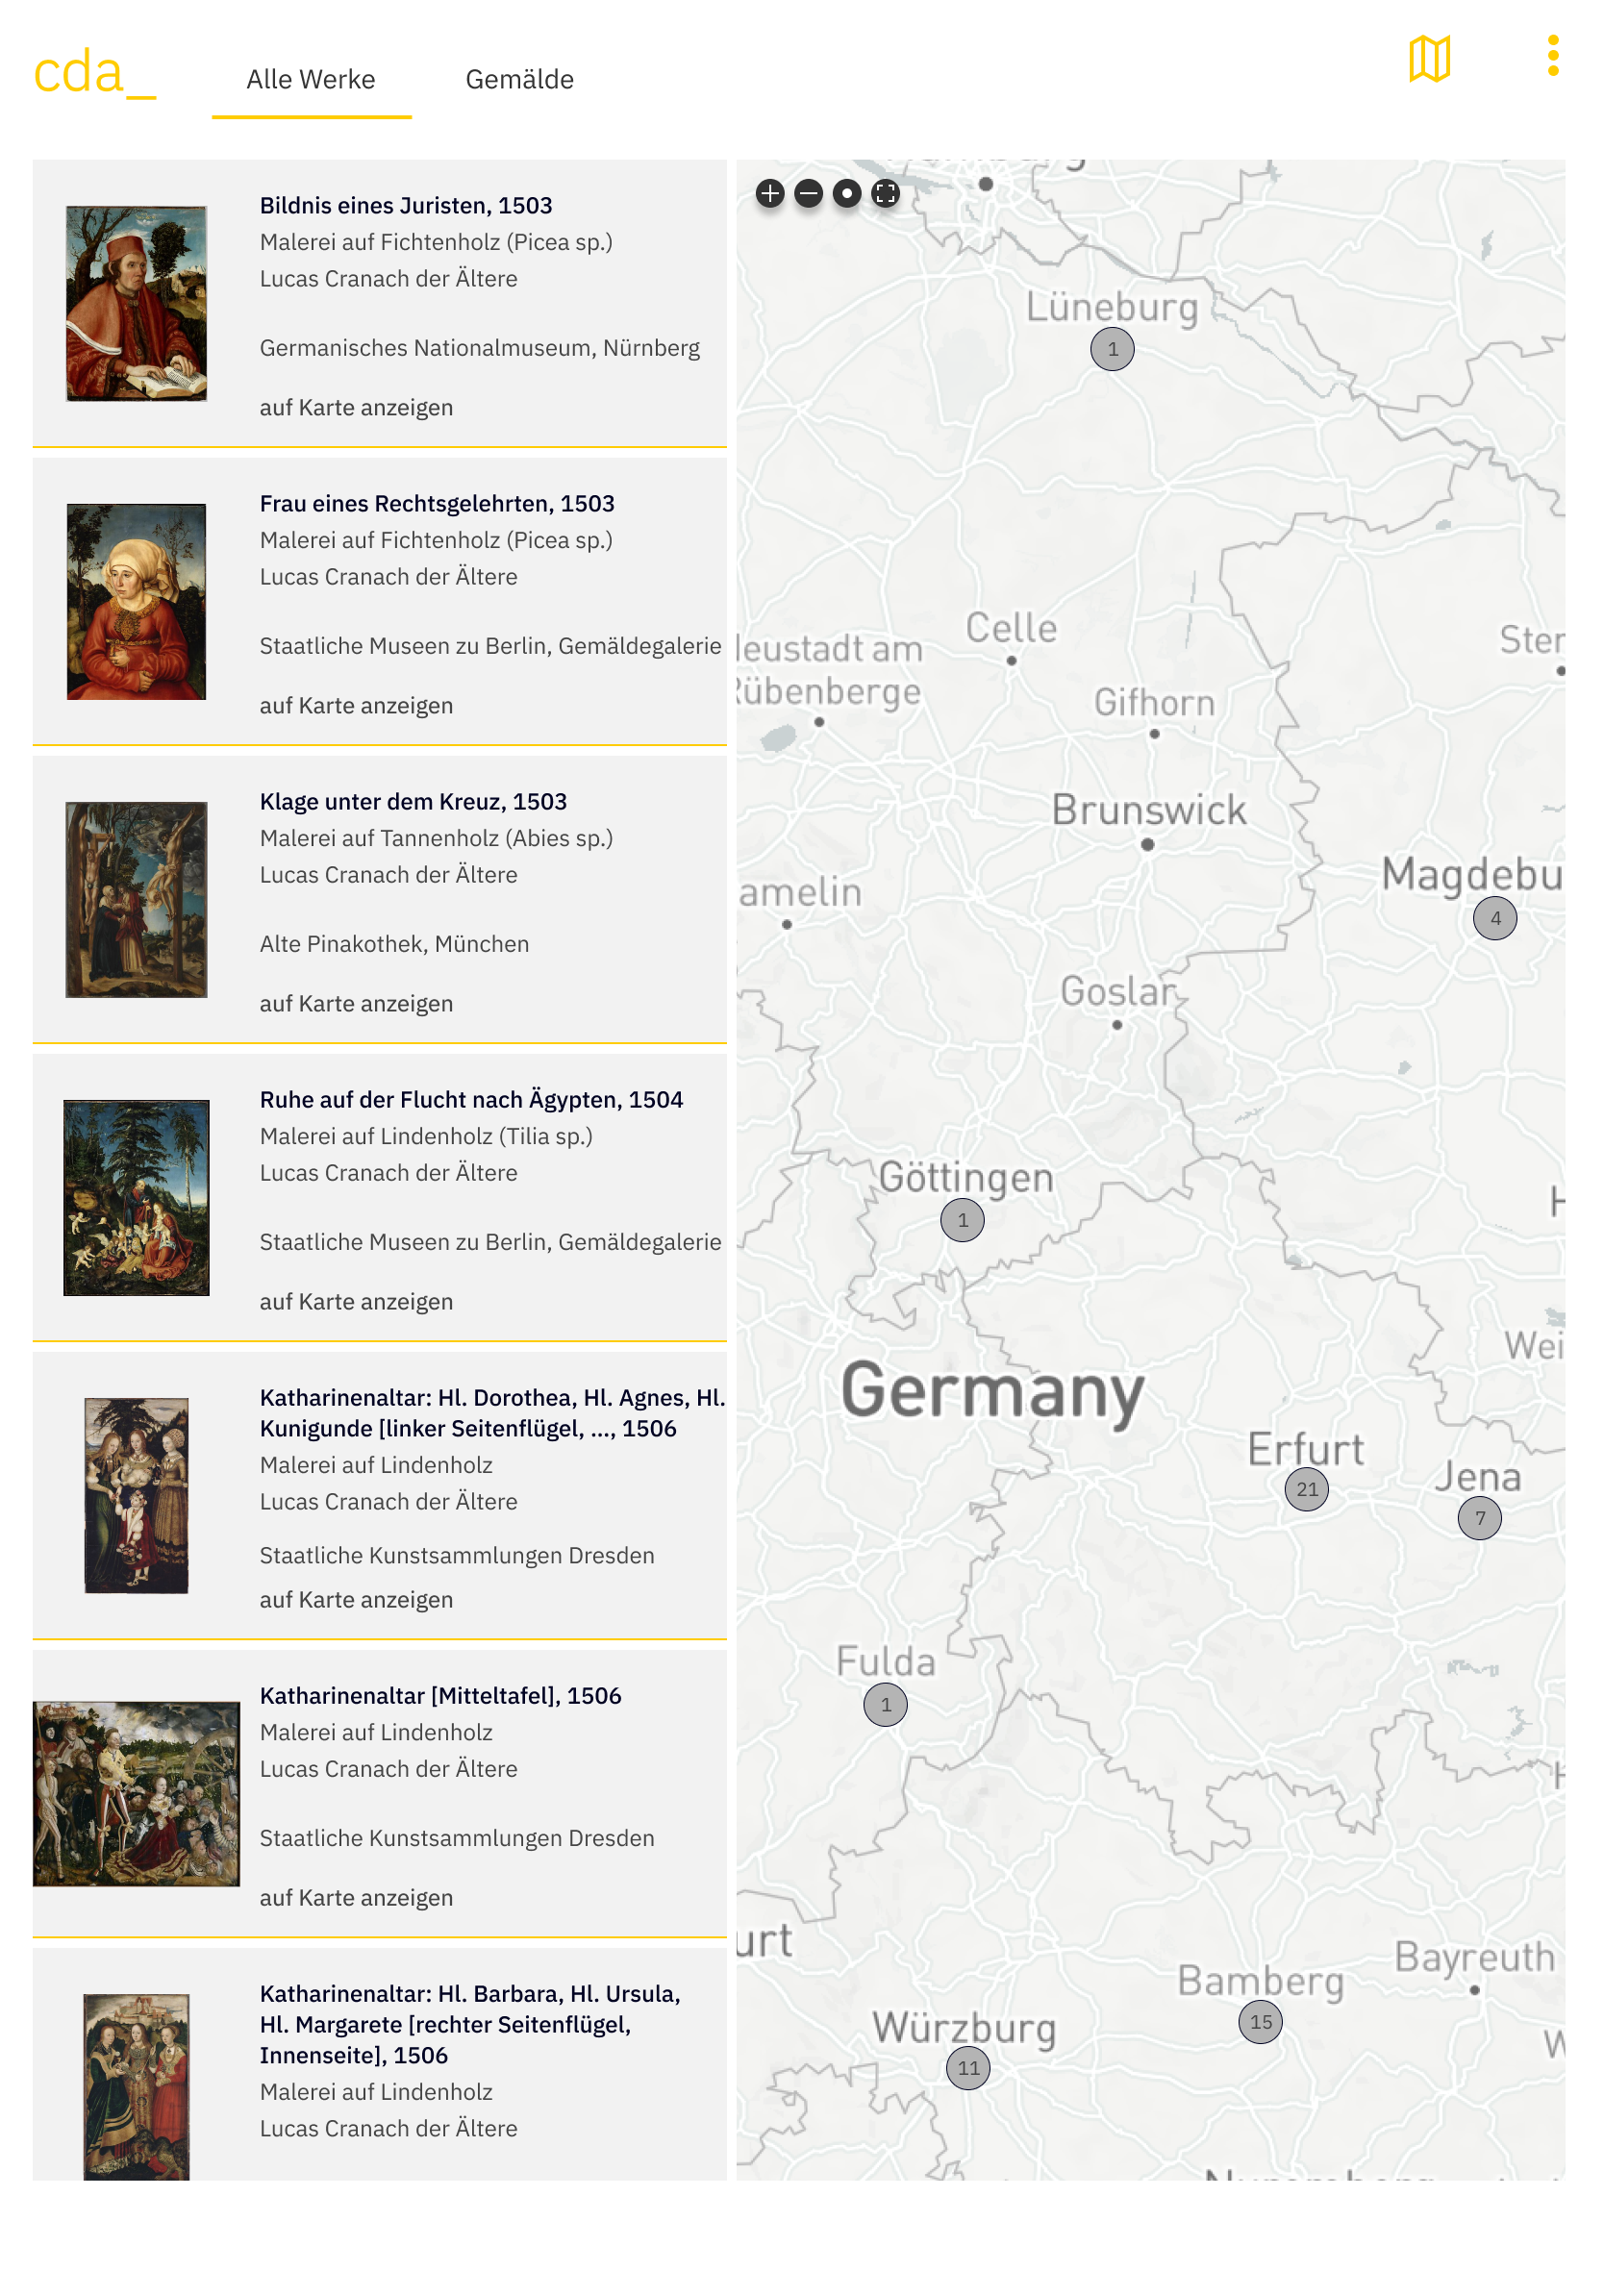 cda_
Alle Werke
Gemälde
Bildnis eines Juristen, 1503
Malerei auf Fichtenholz (Picea sp.)
Lucas Cranach der Ältere
Germanisches Nationalmuseum, Nürnberg
auf Karte anzeigen
Frau eines Rechtsgelehrten, 1503
Malerei auf Fichtenholz (Picea sp.)
Lucas Cranach der Ältere
Staatliche Museen zu Berlin, Gemäldegalerie
auf Karte anzeigen
Klage unter dem Kreuz, 1503
Malerei auf Tannenholz (Abies sp.)
Lucas Cranach der Ältere
Alte Pinakothek, München
auf Karte anzeigen
Ruhe auf der Flucht nach Ägypten, 1504
Malerei auf Lindenholz (Tilia sp.)
Lucas Cranach der Ältere
Staatliche Museen zu Berlin, Gemäldegalerie
auf Karte anzeigen
Katharinenaltar: Hl. Dorothea, Hl. Agnes, Hl.
Kunigunde [linker Seitenflügel, ..., 1506
Malerei auf Lindenholz
Lucas Cranach der Ältere
Staatliche Kunstsammlungen Dresden
auf Karte anzeigen
Katharinenaltar [Mitteltafel], 1506
Malerei auf Lindenholz
Lucas Cranach der Ältere
Staatliche Kunstsammlungen Dresden
auf Karte anzeigen
Katharinenaltar: Hl. Barbara, Hl. Ursula,
Hl. Margarete [rechter Seitenflügel,
Innenseite], 1506
Malerei auf Lindenholz
Lucas Cranach der Ältere
Lüneburg
1
Celle
eustadt am
Rübenberge
Ster
Gifhorn
Brunswick
Magdebu
4
amelin
Goslar
Göttingen
1
H
Wei
Germany
Erfurt
21
Jena
7
Fulda
1
H
urt
Bayreuth
Bamberg
15
Würzburg
11
W